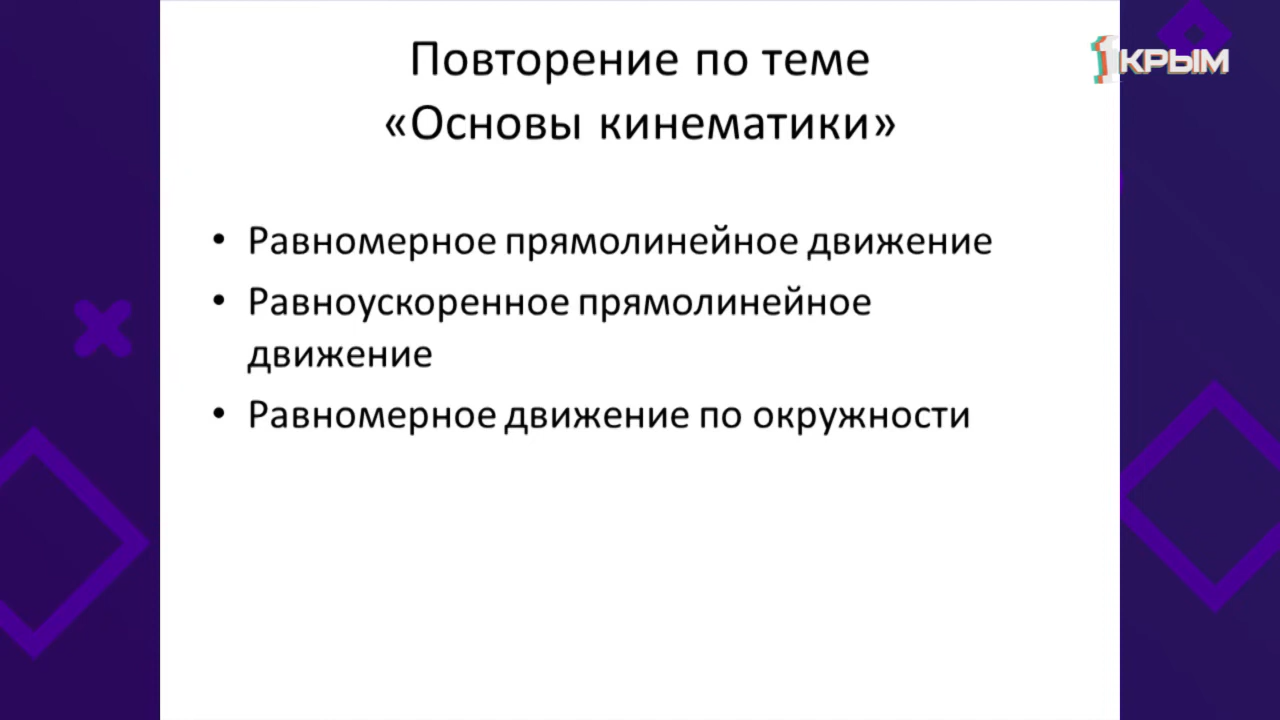 Повторение по теме
«Основы кинематики»
1КРЫМ
• Равномерное прямолинейное движение
• Равноускоренное прямолинейное
движение
• Равномерное движение по окружности